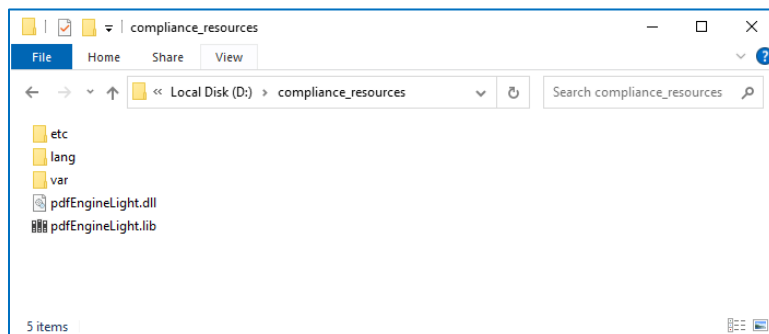 compliance_resources
File Home Share View
« Local Disk (D:) › compliance_resources Search compliance_resources
etc
lang
var
pdfEngineLight.dll
pdfEngineLight.lib
5 items